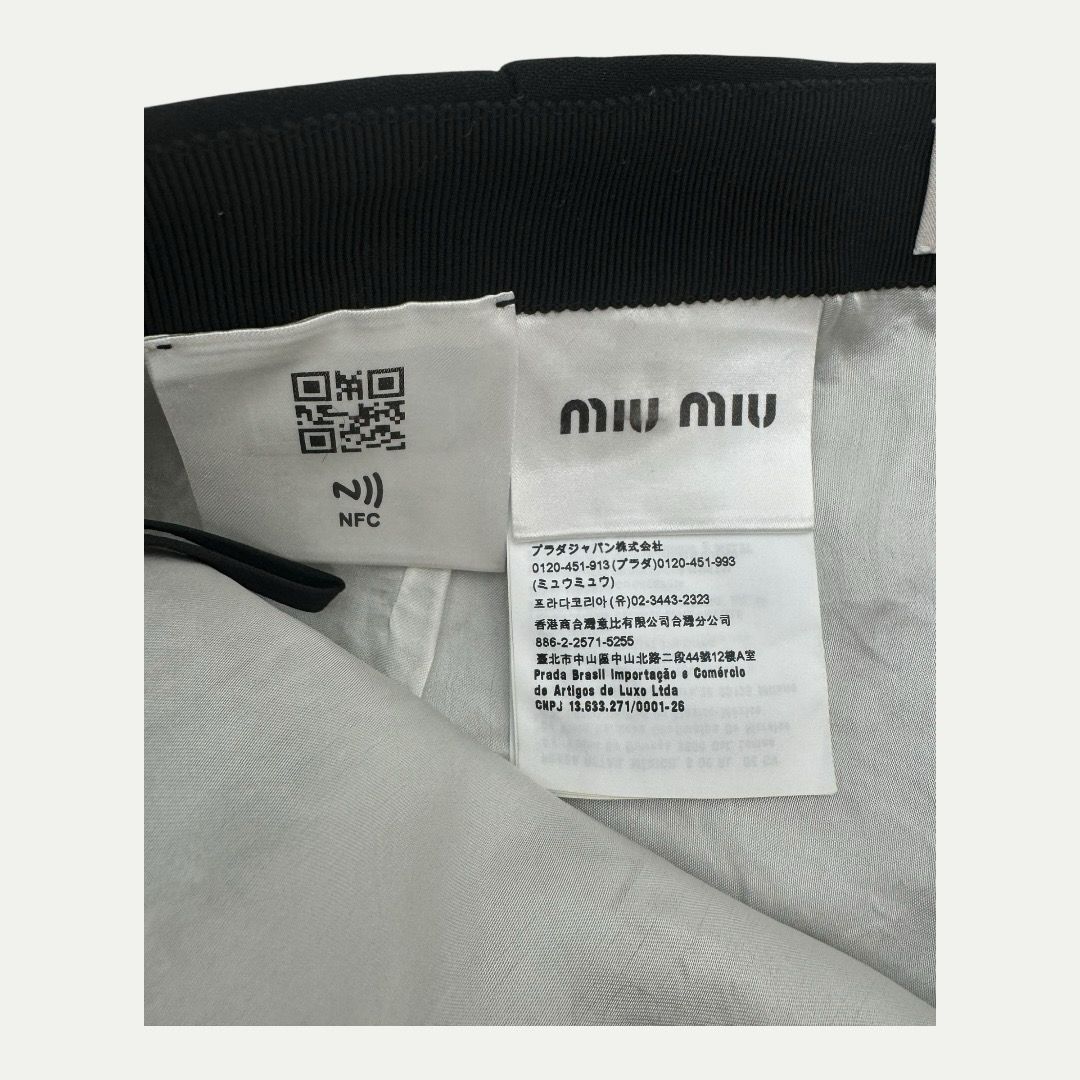 NFC
miu miu
プラダジャパン株式会社
0120-451-913(プラダ)0120-451-993
(ミュウミュウ)
프라다코리아(유)02-3443-2323
香港商台灣意比有限公司台灣分公司
886-2-2571-5255
臺北市中山區中山北路二段44號12樓A室
Prada Brasil Importação e Comércio
de Artigos de Luxo Ltda
CNPJ 13.633.271/0001-26